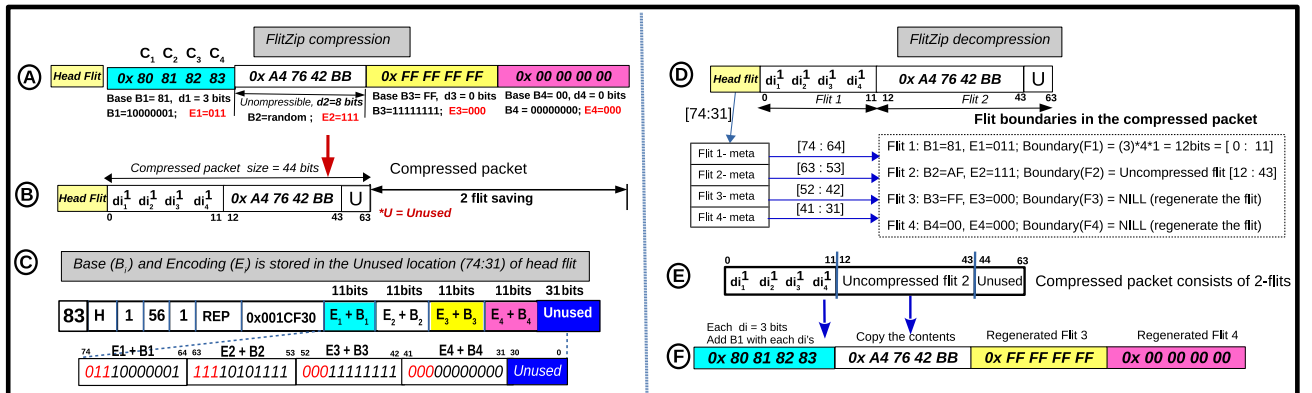 FlitZip compression
C₁ C₂ C₃ C₄
A
Head Flit 0x 80 81 82 83 0x A4 76 42 BB 0x FF FF FF FF 0x 00 00 00 00
Base B1= 81, d1 = 3 bits
B1=10000001; E1=011
Unompressible, d2=8 bits
B2=random ; E2=111
Base B3= FF, d3 = 0 bits
B3=11111111; E3=000
Base B4= 00, d4 = 0 bits
B4 = 00000000; E4=000
Compressed packet size = 44 bits
Compressed packet
B
Head Flit di₁¹ di₂¹ di₃¹ di₄¹ 0x A4 76 42 BB U
2 flit saving
0 11 12 43 63
*U = Unused
C
Base (Bᵢ) and Encoding (Eᵢ) is stored in the Unused location (74:31) of head flit
11bits 11bits 11bits 11bits 31bits
83 H 1 56 1 REP 0x001CF30 E₁ + B₁ E₂ + B₂ E₃ + B₃ E₄ + B₄ Unused
74 E1 + B1 64 63 E2 + B2 53 52 E3 + B3 42 41 E4 + B4 31 30 0
01110000001 11110101111 00011111111 00000000000 Unused
FlitZip decompression
D
Head flit di₁¹ di₂¹ di₃¹ di₄¹ 0x A4 76 42 BB U
0 Flit 1 11 12 Flit 2 43 63
[74:31]
Flit boundaries in the compressed packet
Flit 1- meta [74 : 64] Flit 1: B1=81, E1=011; Boundary(F1) = (3)*4*1 = 12bits = [ 0 : 11]
Flit 2- meta [63 : 53] Flit 2: B2=AF, E2=111; Boundary(F2) = Uncompressed flit [12 : 43]
Flit 3- meta [52 : 42] Flit 3: B3=FF, E3=000; Boundary(F3) = NILL (regenerate the flit)
Flit 4- meta [41 : 31] Flit 4: B4=00, E4=000; Boundary(F4) = NILL (regenerate the flit)
E
0 11 12 43 44 63
di₁¹ di₂¹ di₃¹ di₄¹ Uncompressed flit 2 Unused
Compressed packet consists of 2-flits
Each di = 3 bits
Add B1 with each di's
Copy the contents
Regenerated Flit 3
Regenerated Flit 4
F
0x 80 81 82 83 0x A4 76 42 BB 0x FF FF FF FF 0x 00 00 00 00